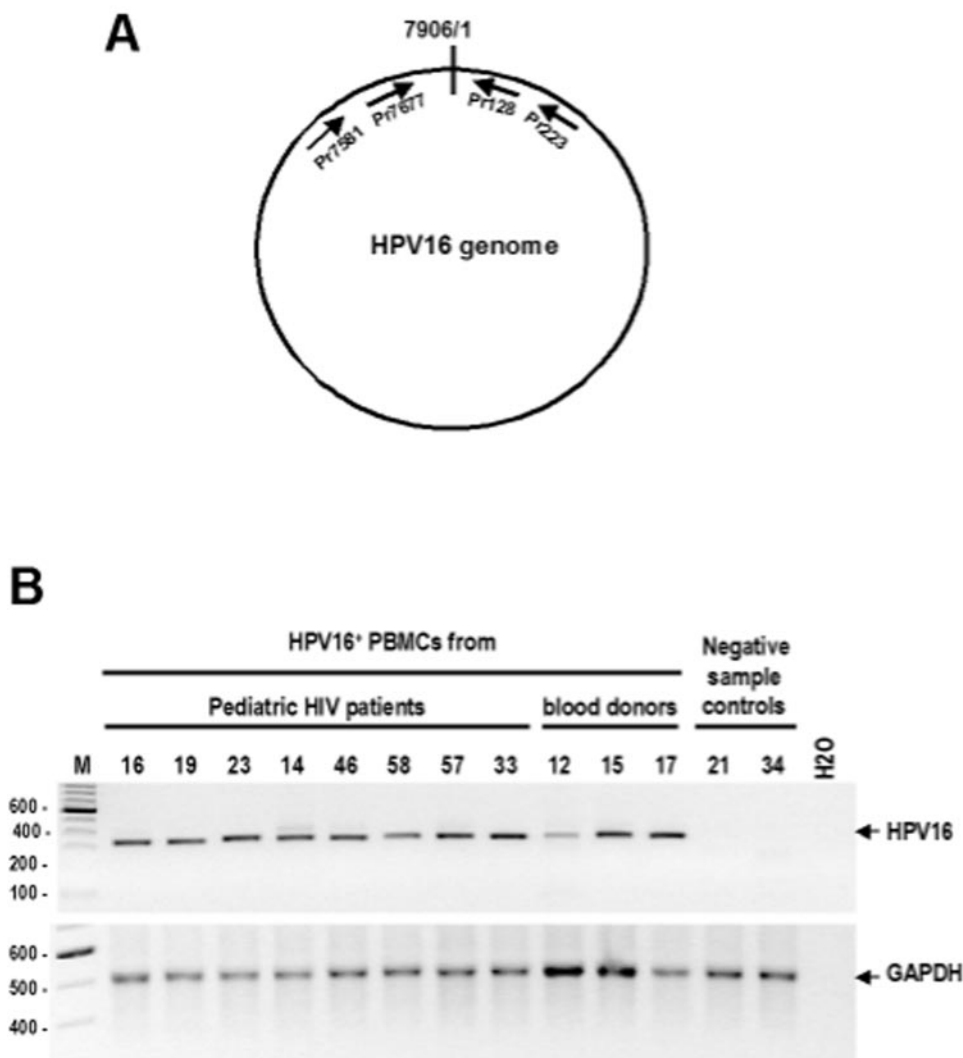 A
7906/1
Pr7581
Pr7677
Pr128
Pr223
HPV16 genome
B
HPV16+ PBMCs from
Negative
sample
controls
Pediatric HIV patients
blood donors
M 16 19 23 14 46 58 57 33 12 15 17 21 34 H2O
600 -
400 -
200 -
100 -
HPV16
600 -
500 -
400 -
GAPDH